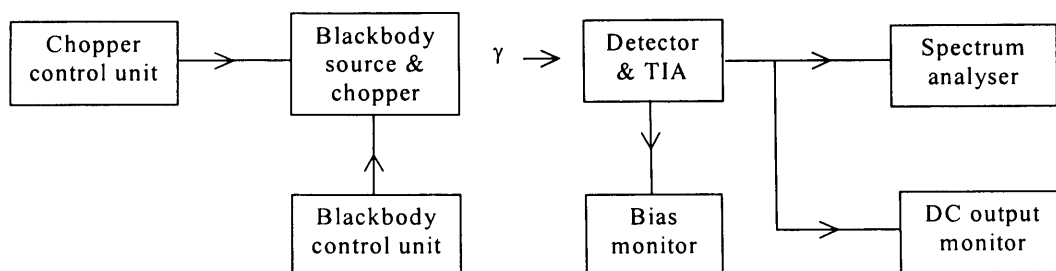 Chopper
control unit
Blackbody
source &
chopper
γ
Detector
& TIA
Spectrum
analyser
Blackbody
control unit
Bias
monitor
DC output
monitor